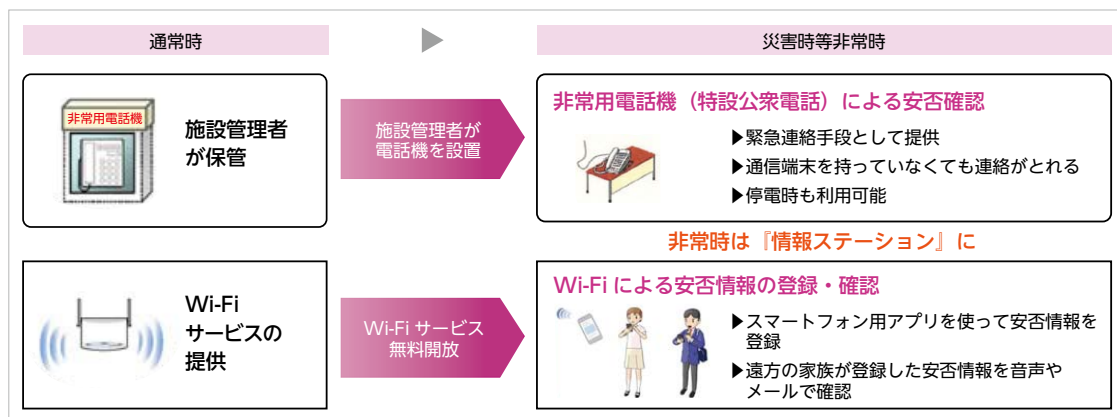 通常時
▶
災害時等非常時
非常用電話機
施設管理者
が保管
施設管理者が
電話機を設置
非常用電話機（特設公衆電話）による安否確認
▶緊急連絡手段として提供
▶通信端末を持っていなくても連絡がとれる
▶停電時も利用可能
非常時は『情報ステーション』に
Wi-Fi
サービスの
提供
Wi-Fi サービス
無料開放
Wi-Fi による安否情報の登録・確認
▶スマートフォン用アプリを使って安否情報を
登録
▶遠方の家族が登録した安否情報を音声や
メールで確認